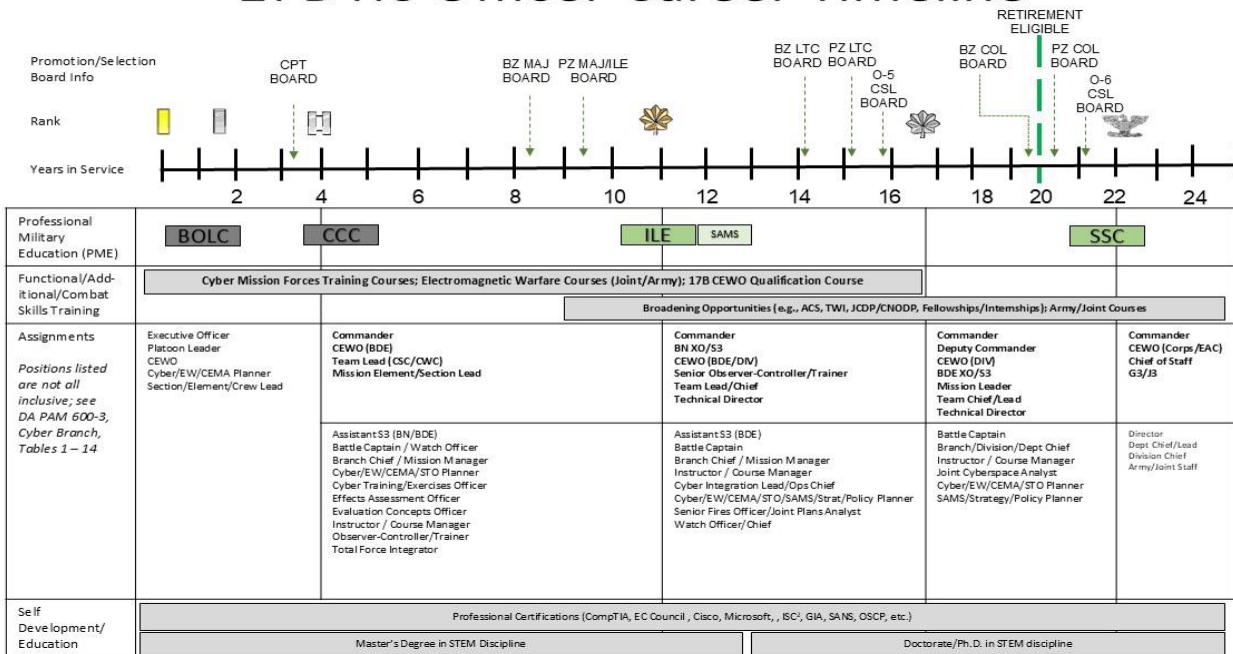 Officer Career Timeline
RETIREMENT
ELIGIBLE
Promotion/Selection
Board Info
CPT
BOARD
BZ MAJ
BOARD
PZ MAJ/ILE
BOARD
BZ LTC
BOARD
PZ LTC
BOARD
O-5
CSL
BOARD
BZ COL
BOARD
PZ COL
BOARD
O-6
CSL
BOARD
Rank
Years in Service
2 4 6 8 10 12 14 16 18 20 22 24
Professional
Military
Education (PME)
BOLC
CCC
ILE
SAMS
SSC
Functional/Add-
itional/Combat
Skills Training
Cyber Mission Forces Training Courses; Electromagnetic Warfare Courses (Joint/Army); 17B CEWO Qualification Course
Broadening Opportunities (e.g., ACS, TWI, JCDP/CNODP, Fellowships/Internships); Army/Joint Courses
Assignments
Positions listed
are not all
inclusive; see
DA PAM 600-3,
Cyber Branch,
Tables 1 – 14
Executive Officer
Platoon Leader
CEWO
Cyber/EW/CEMA Planner
Section/Element/Crew Lead
Commander
CEWO (BDE)
Team Lead (CSC/CWC)
Mission Element/Section Lead
Assistant S3 (BN/BDE)
Battle Captain / Watch Officer
Branch Chief / Mission Manager
Cyber/EW/CEMA/STO Planner
Cyber Training/Exercises Officer
Effects Assessment Officer
Evaluation Concepts Officer
Instructor / Course Manager
Observer-Controller/Trainer
Total Force Integrator
Commander
BN XO/S3
CEWO (BDE/DIV)
Senior Observer-Controller/Trainer
Team Lead/Chief
Technical Director
Assistant S3 (BDE)
Battle Captain
Branch Chief / Mission Manager
Instructor / Course Manager
Cyber Integration Lead/Ops Chief
Cyber/EW/CEMA/STO/SAMS/Strat/Policy Planner
Senior Fires Officer/Joint Plans Analyst
Watch Officer/Chief
Commander
Deputy Commander
CEWO (DIV)
BDE XO/S3
Mission Leader
Team Chief/Lead
Technical Director
Battle Captain
Branch/Division/Dept Chief
Instructor / Course Manager
Joint Cyberspace Analyst
Cyber/EW/CEMA/STO Planner
SAMS/Strategy/Policy Planner
Commander
CEWO (Corps/EAC)
Chief of Staff
G3/J3
Director
Dept Chief/Lead
Division Chief
Army/Joint Staff
Self
Development/
Education
Professional Certifications (CompTIA, EC Council , Cisco, Microsoft, , ISC², GIA, SANS, OSCP, etc.)
Master's Degree in STEM Discipline
Doctorate/Ph.D. in STEM discipline